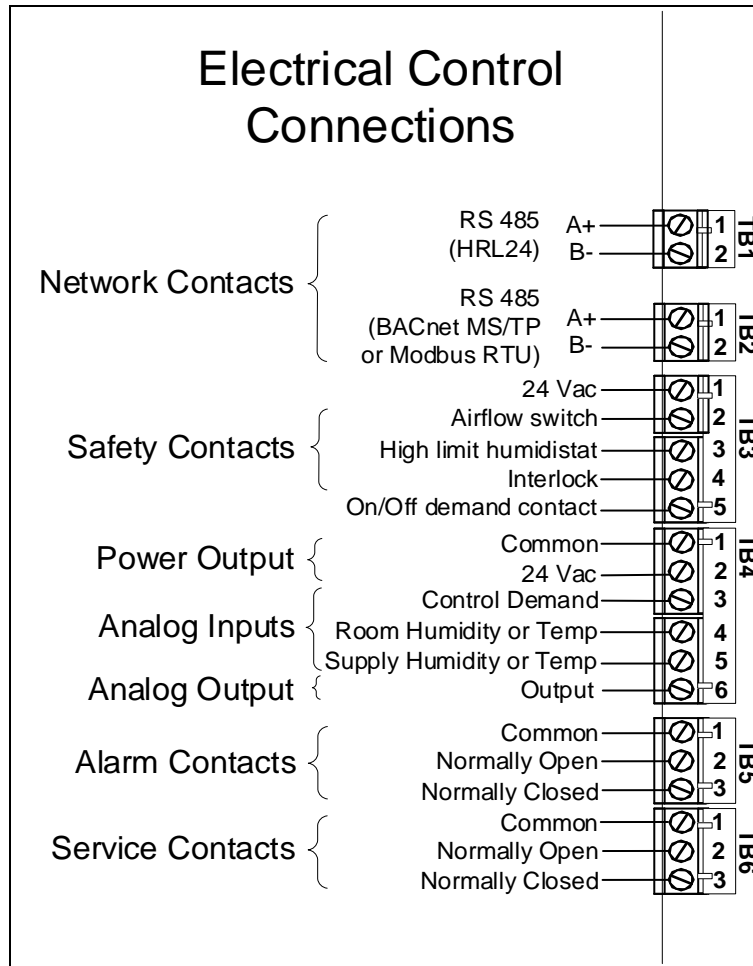 Electrical Control
Connections
Network Contacts
RS 485
(HRL24)
A+
B-
1
2
TB1
RS 485
(BACnet MS/TP
or Modbus RTU)
A+
B-
1
2
TB2
Safety Contacts
24 Vac
1
Airflow switch
2
High limit humidistat
3
Interlock
4
On/Off demand contact
5
TB3
Power Output
Common
1
24 Vac
2
Analog Inputs
Control Demand
3
Room Humidity or Temp
4
Supply Humidity or Temp
5
Analog Output
Output
6
TB4
Alarm Contacts
Common
1
Normally Open
2
Normally Closed
3
TB5
Service Contacts
Common
1
Normally Open
2
Normally Closed
3
TB6